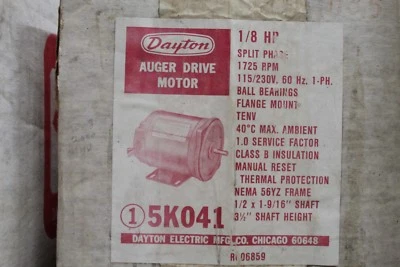 Dayton
AUGER DRIVE
MOTOR
1 5K041
1/8 HP
SPLIT PHASE
1725 RPM
115/230V, 60 Hz, 1-PH.
BALL BEARINGS
FLANGE MOUNT
TENV
40°C MAX. AMBIENT
1.0 SERVICE FACTOR
CLASS B INSULATION
MANUAL RESET
THERMAL PROTECTION
NEMA 56YZ FRAME
1/2 x 1-9/16" SHAFT
3½" SHAFT HEIGHT
DAYTON ELECTRIC MFG. CO. CHICAGO 60648